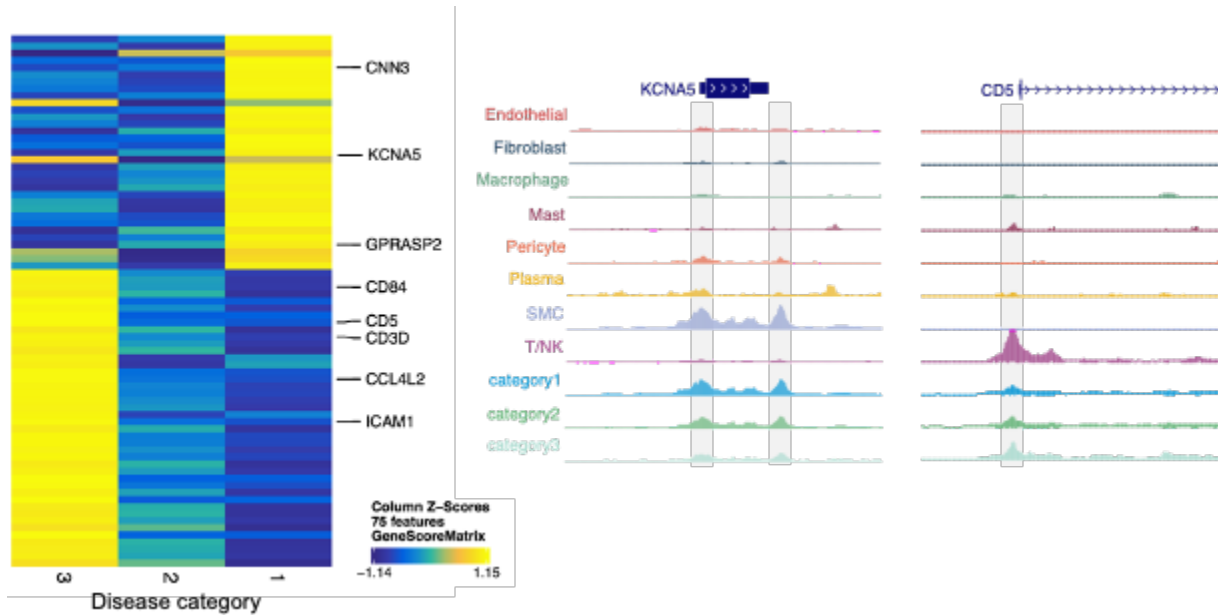 CNN3
KCNA5
GPRASP2
CD84
CD5
CD3D
CCL4L2
ICAM1
Column Z-Scores
75 features
GeneScoreMatrix
-1.14 1.15
3 2 1
Disease category
KCNA5
CD5
Endothelial
Fibroblast
Macrophage
Mast
Pericyte
Plasma
SMC
T/NK
category1
category2
category3